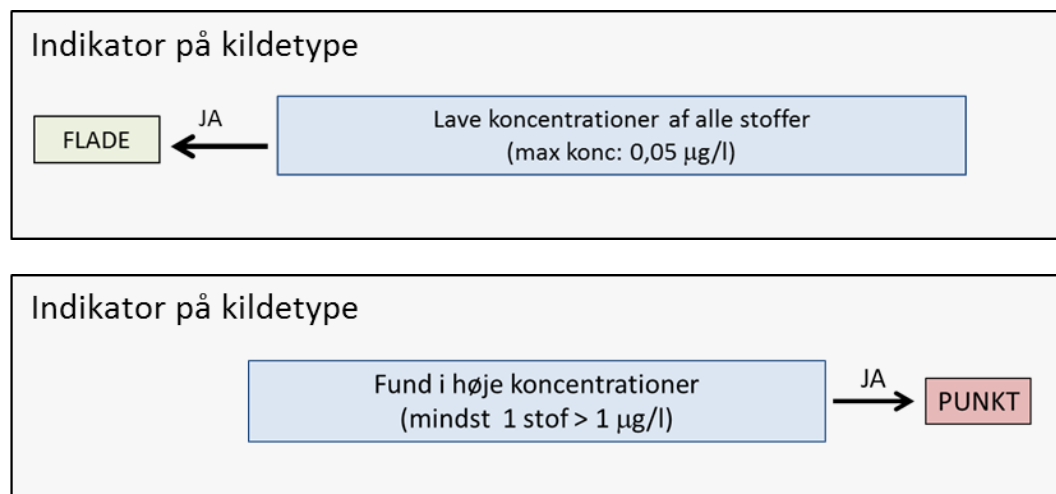 Indikator på kildetype
JA
FLADE
Lave koncentrationer af alle stoffer
(max konc: 0,05 µg/l)
Indikator på kildetype
Fund i høje koncentrationer
(mindst 1 stof > 1 µg/l)
JA
PUNKT